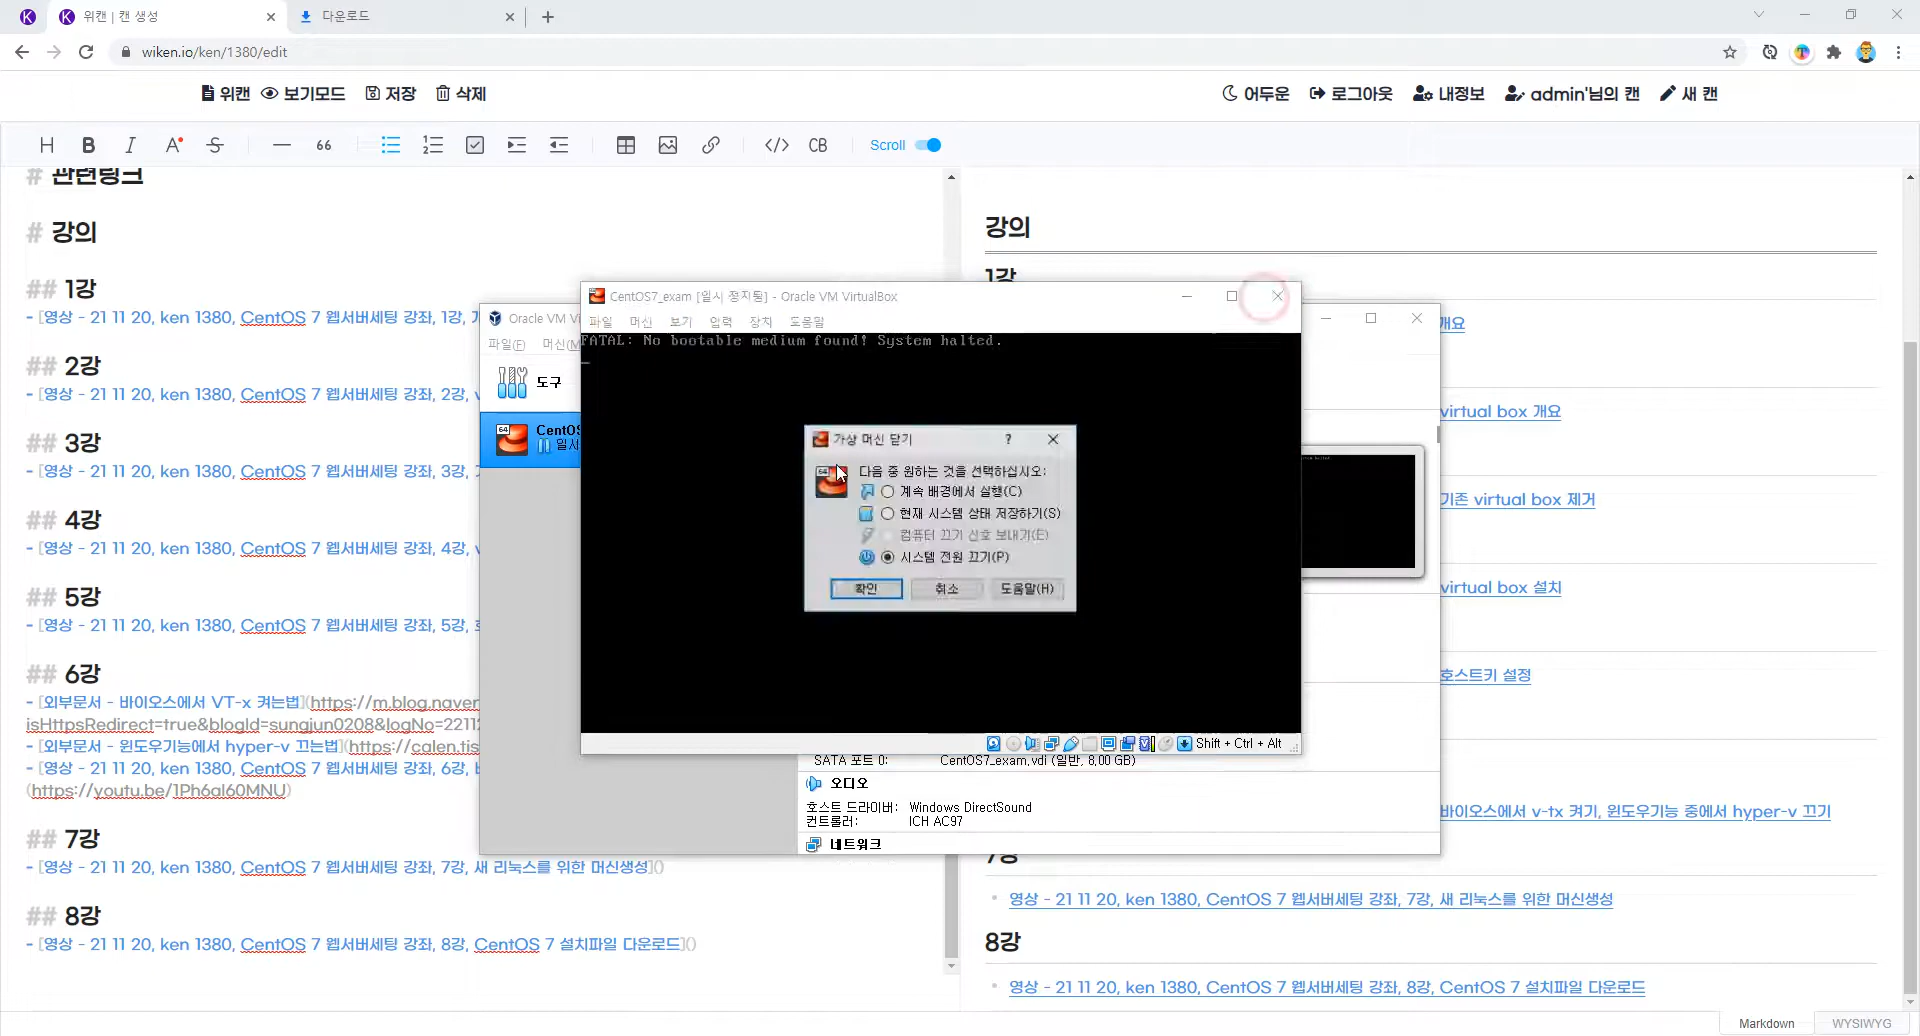 위캔 | 캔 생성
다운로드
wiken.io/ken/1380/edit
위캔 보기모드 저장 삭제
어두운 로그아웃 내정보 admin'님의 캔 새 캔
H B I A S 66 CB Scroll
# 관련링크
# 강의
## 1강
- [영상 - 21 11 20, ken 1380, CentOS 7 웹서버세팅 강좌, 1강,
## 2강
- [영상 - 21 11 20, ken 1380, CentOS 7 웹서버세팅 강좌, 2강,
## 3강
- [영상 - 21 11 20, ken 1380, CentOS 7 웹서버세팅 강좌, 3강,
## 4강
- [영상 - 21 11 20, ken 1380, CentOS 7 웹서버세팅 강좌, 4강,
## 5강
- [영상 - 21 11 20, ken 1380, CentOS 7 웹서버세팅 강좌, 5강,
## 6강
- [외부문서 - 바이오스에서 VT-x 켜는법](https://m.blog.naver
isHttpsRedirect=true&blogId=sungjun0208&logNo=22112
- [외부문서 - 윈도우기능에서 hyper-v 끄는법](https://calen.tis
- [영상 - 21 11 20, ken 1380, CentOS 7 웹서버세팅 강좌, 6강,
(https://youtu.be/1Ph6al60MNU)
## 7강
- [영상 - 21 11 20, ken 1380, CentOS 7 웹서버세팅 강좌, 7강, 새 리눅스를 위한 머신생성]()
## 8강
- [영상 - 21 11 20, ken 1380, CentOS 7 웹서버세팅 강좌, 8강, CentOS 7 설치파일 다운로드]()
Oracle VM Vi
파일(F) 머신(M
도구
CentOS
일시
CentOS7_exam [일시 정지됨] - Oracle VM VirtualBox
파일 머신 보기 입력 장치 도움말
FATAL: No bootable medium found! System halted.
가상 머신 닫기 ?
다음 중 원하는 것을 선택하십시오:
계속 배경에서 실행(C)
현재 시스템 상태 저장하기(S)
컴퓨터 끄기 신호 보내기(E)
시스템 전원 끄기(P)
확인 취소 도움말(H)
Shift + Ctrl + Alt
SATA 포트 0: CentOS7_exam.vdi (일반, 8.00 GB)
오디오
호스트 드라이버: Windows DirectSound
컨트롤러: ICH AC97
네트워크
강의
1강
개요
virtual box 개요
기존 virtual box 제거
virtual box 설치
호스트키 설정
바이오스에서 v-tx 켜기, 윈도우기능 중에서 hyper-v 끄기
7강
영상 - 21 11 20, ken 1380, CentOS 7 웹서버세팅 강좌, 7강, 새 리눅스를 위한 머신생성
8강
영상 - 21 11 20, ken 1380, CentOS 7 웹서버세팅 강좌, 8강, CentOS 7 설치파일 다운로드
Markdown WYSIWYG